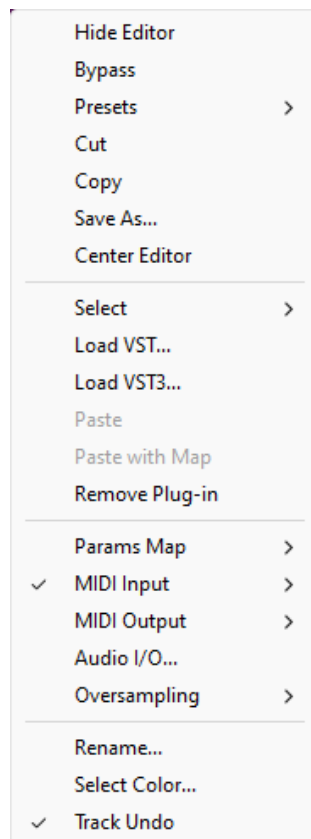 Hide Editor
Bypass
Presets
Cut
Copy
Save As...
Center Editor
Select
Load VST...
Load VST3...
Paste
Paste with Map
Remove Plug-in
Params Map
MIDI Input
MIDI Output
Audio I/O...
Oversampling
Rename...
Select Color...
Track Undo